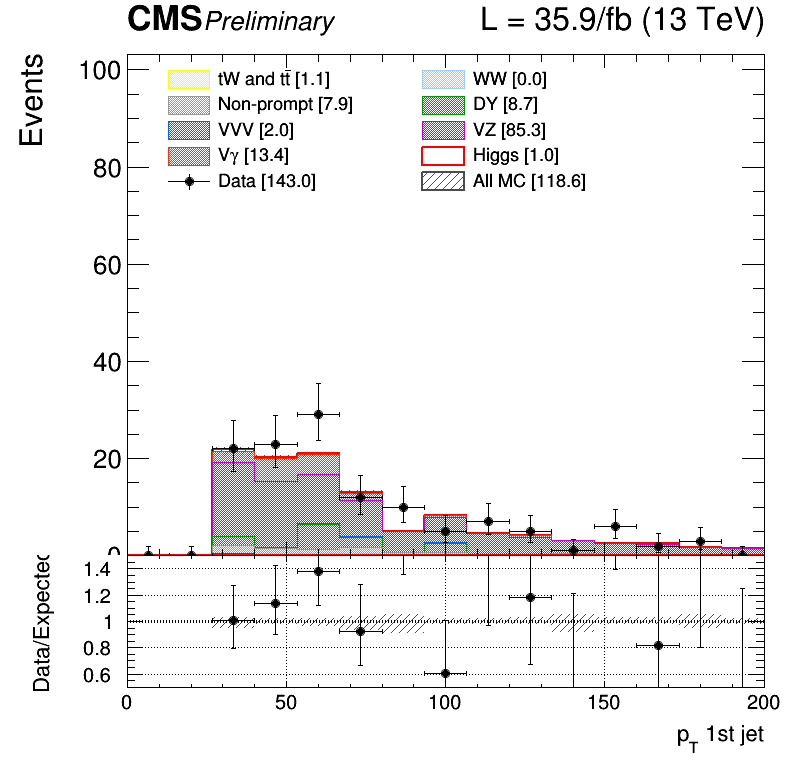 CMS Preliminary L = 35.9/fb (13 TeV)
Events
100
80
60
40
20
0
tW and tt̄ [1.1]
Non-prompt [7.9]
VVV [2.0]
Vγ [13.4]
Data [143.0]
WW [0.0]
DY [8.7]
VZ [85.3]
Higgs [1.0]
All MC [118.6]
Data/Expected
1.4
1.2
1
0.8
0.6
0 50 100 150 200
p_T 1st jet